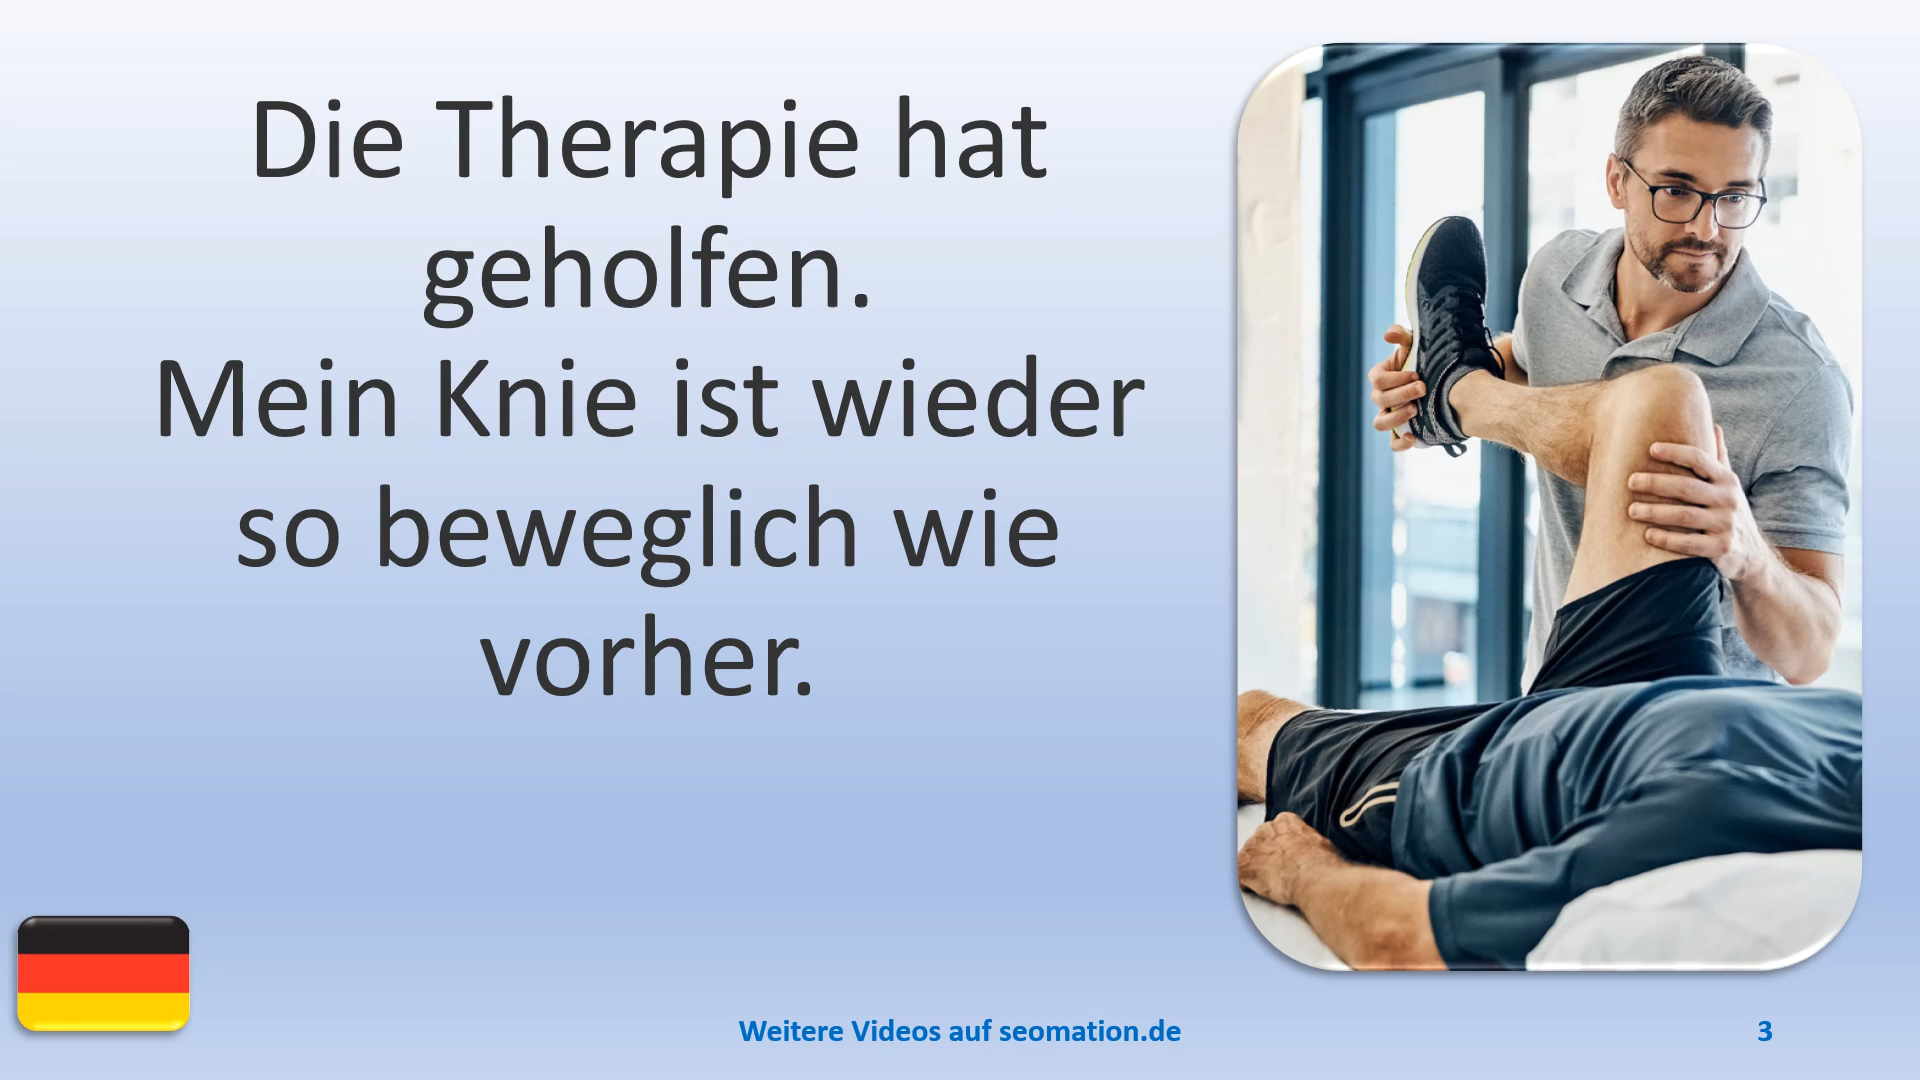 Die Therapie hat
geholfen.
Mein Knie ist wieder
so beweglich wie
vorher.
Weitere Videos auf seomation.de
3